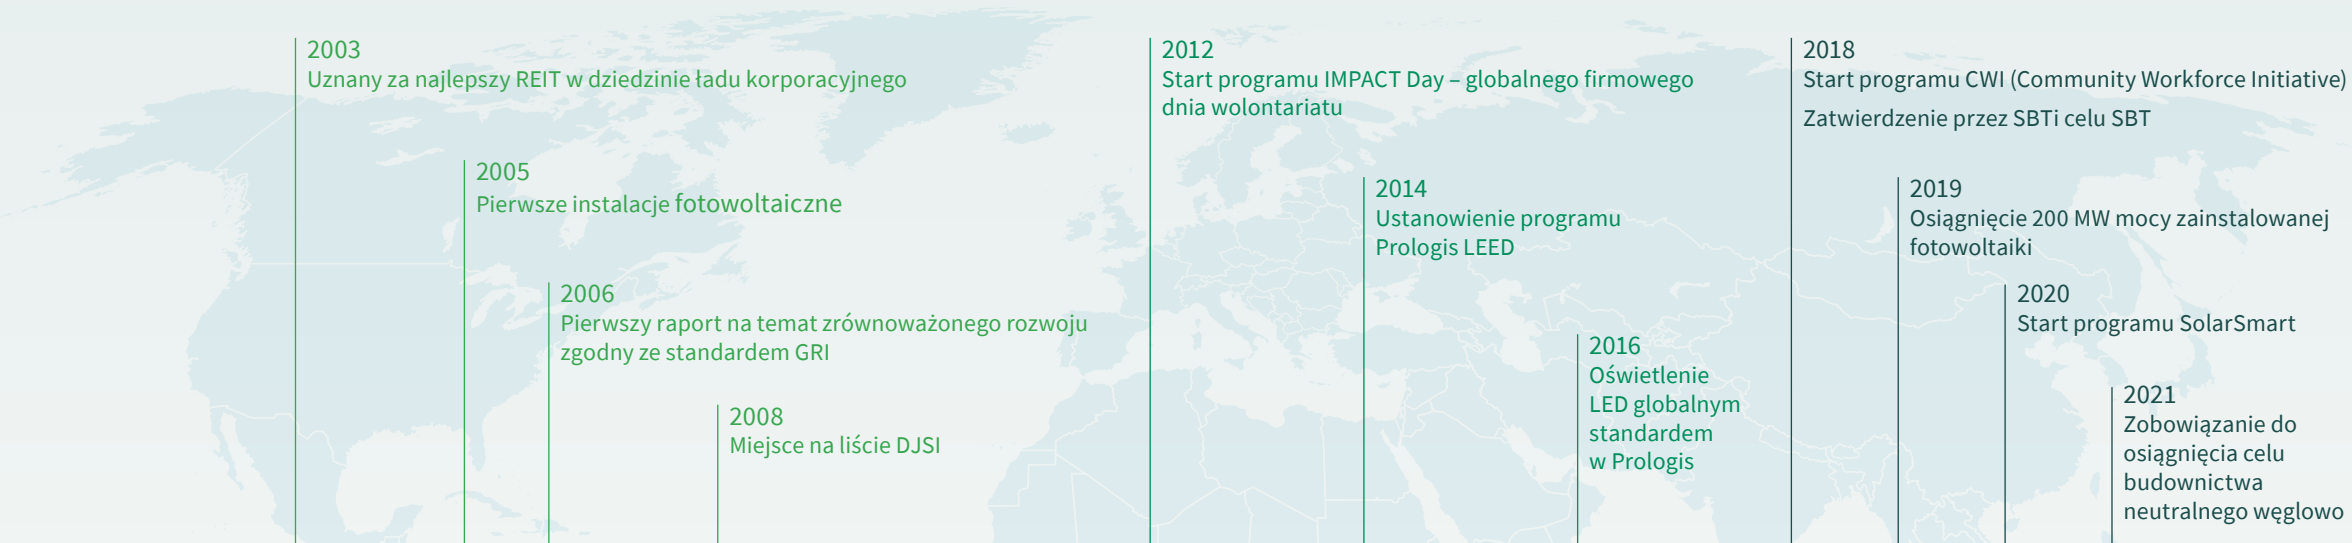 2003
Uznany za najlepszy REIT w dziedzinie ładu korporacyjnego
2005
Pierwsze instalacje fotowoltaiczne
2006
Pierwszy raport na temat zrównoważonego rozwoju
zgodny ze standardem GRI
2008
Miejsce na liście DJSI
2012
Start programu IMPACT Day – globalnego firmowego
dnia wolontariatu
2014
Ustanowienie programu
Prologis LEED
2016
Oświetlenie
LED globalnym
standardem
w Prologis
2018
Start programu CWI (Community Workforce Initiative)
Zatwierdzenie przez SBTi celu SBT
2019
Osiągnięcie 200 MW mocy zainstalowanej
fotowoltaiki
2020
Start programu SolarSmart
2021
Zobowiązanie do
osiągnięcia celu
budownictwa
neutralnego węglowo